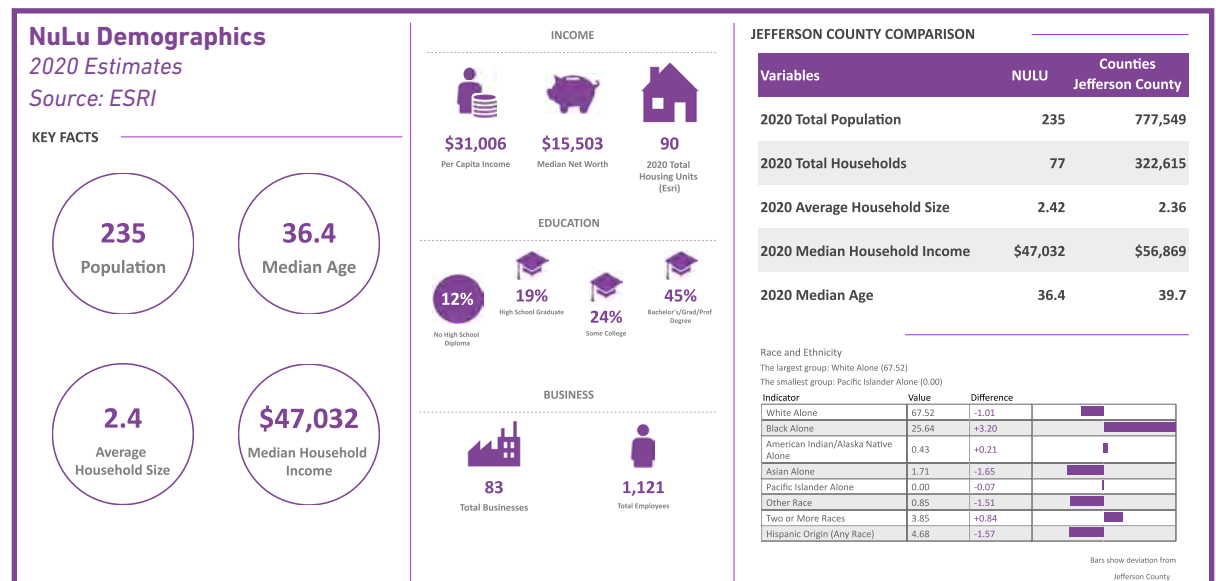 NuLu Demographics
2020 Estimates
Source: ESRI
KEY FACTS
235
Population
36.4
Median Age
2.4
Average
Household Size
$47,032
Median Household
Income
INCOME
$31,006
Per Capita Income
$15,503
Median Net Worth
90
2020 Total
Housing Units
(Esri)
EDUCATION
12%
No High School
Diploma
19%
High School Graduate
24%
Some College
45%
Bachelor's/Grad/Prof
Degree
BUSINESS
83
Total Businesses
1,121
Total Employees
JEFFERSON COUNTY COMPARISON
Variables NULU Counties
Jefferson County
2020 Total Population 235 777,549
2020 Total Households 77 322,615
2020 Average Household Size 2.42 2.36
2020 Median Household Income $47,032 $56,869
2020 Median Age 36.4 39.7
Race and Ethnicity
The largest group: White Alone (67.52)
The smallest group: Pacific Islander Alone (0.00)
Indicator Value Difference
White Alone 67.52 -1.01
Black Alone 25.64 +3.20
American Indian/Alaska Native
Alone 0.43 +0.21
Asian Alone 1.71 -1.65
Pacific Islander Alone 0.00 -0.07
Other Race 0.85 -1.51
Two or More Races 3.85 +0.84
Hispanic Origin (Any Race) 4.68 -1.57
Bars show deviation from
Jefferson County